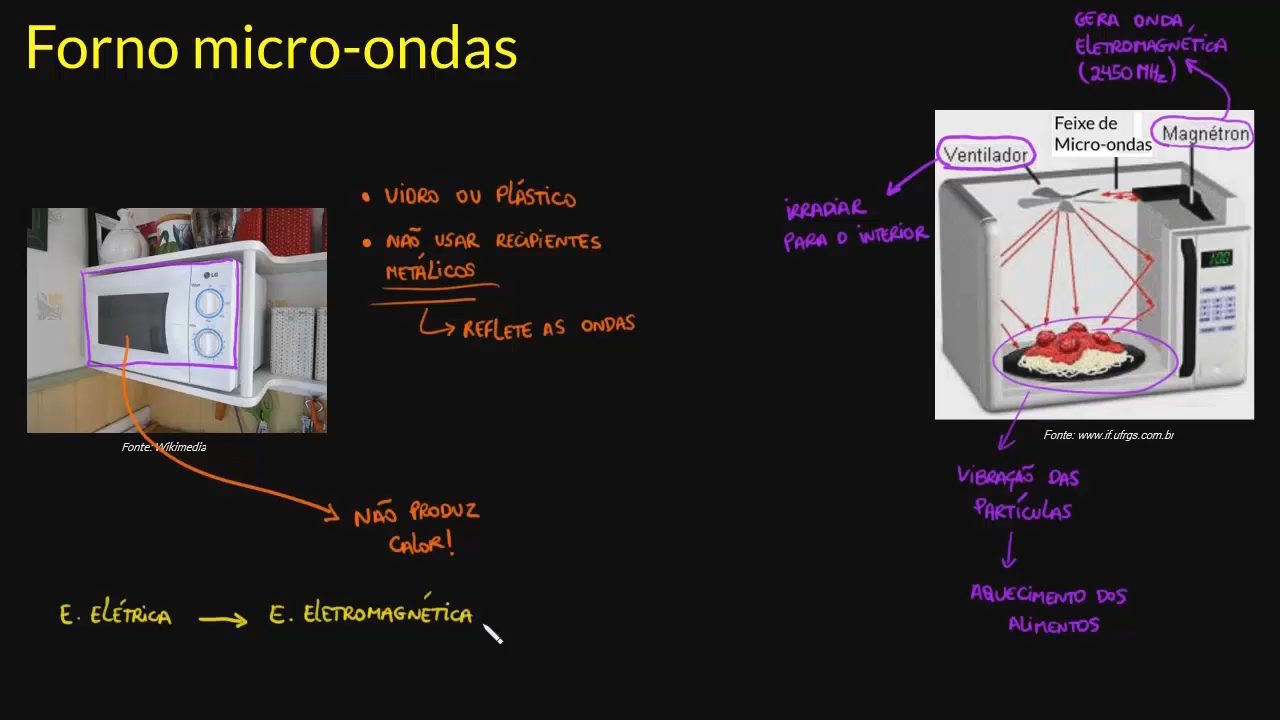 Forno micro-ondas
GERA ONDA
ELETROMAGNÉTICA
(2450 MHz)
Feixe de
Micro-ondas
Magnétron
Ventilador
IRRADIAR
PARA O INTERIOR
• VIDRO OU PLÁSTICO
• NÃO USAR RECIPIENTES
METÁLICOS
REFLETE AS ONDAS
LG
100
Fonte: Wikimedia
Fonte: www.if.ufrgs.com.br
VIBRAÇÃO DAS
PARTÍCULAS
NÃO PRODUZ
CALOR!
AQUECIMENTO DOS
ALIMENTOS
E. ELÉTRICA → E. ELETROMAGNÉTICA